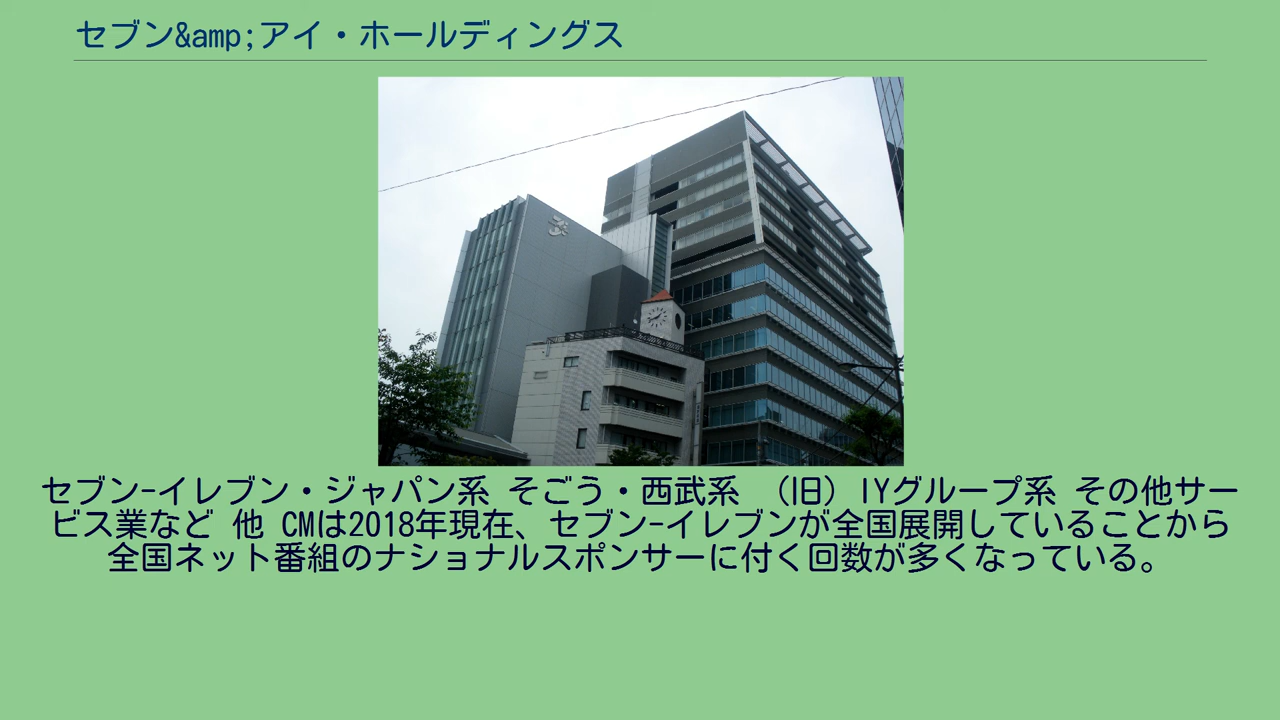 セブン&amp;アイ・ホールディングス
セブン-イレブン・ジャパン系 そごう・西武系 （旧）IYグループ系 その他サー
ビス業など 他 CMは2018年現在、セブン-イレブンが全国展開していることから
全国ネット番組のナショナルスポンサーに付く回数が多くなっている。